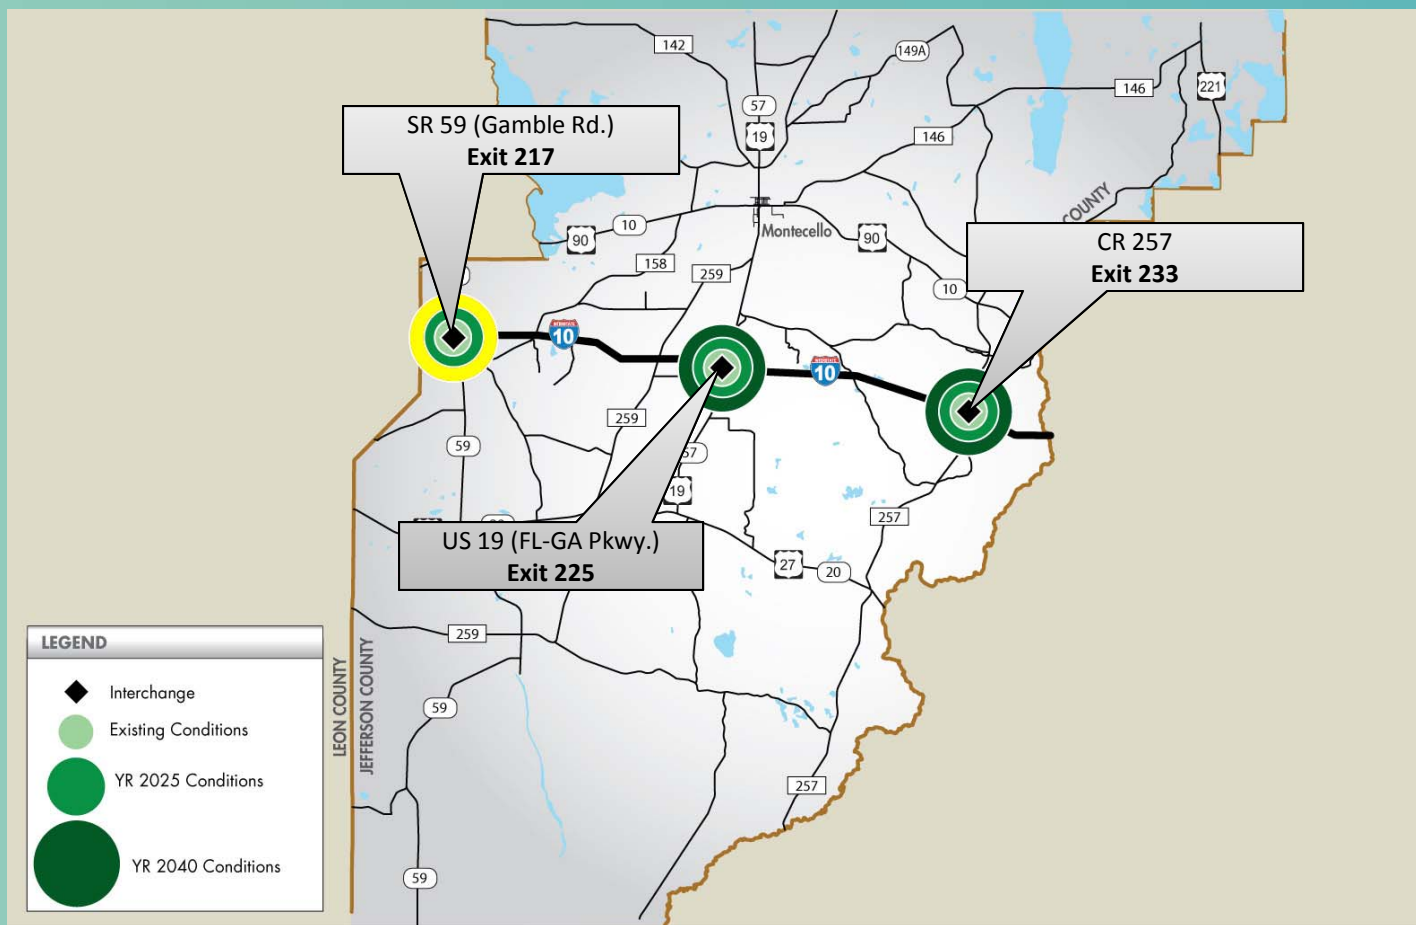 142
149A
146
221
57
19
146
SR 59 (Gamble Rd.)
Exit 217
COUNTY
10
90
Montecello
90
CR 257
Exit 233
158
259
10
INTERSTATE
10
INTERSTATE
10
259
59
57
19
257
US 19 (FL-GA Pkwy.)
Exit 225
27
20
259
LEGEND
Interchange
Existing Conditions
YR 2025 Conditions
YR 2040 Conditions
LEON COUNTY
JEFFERSON COUNTY
59
257
59